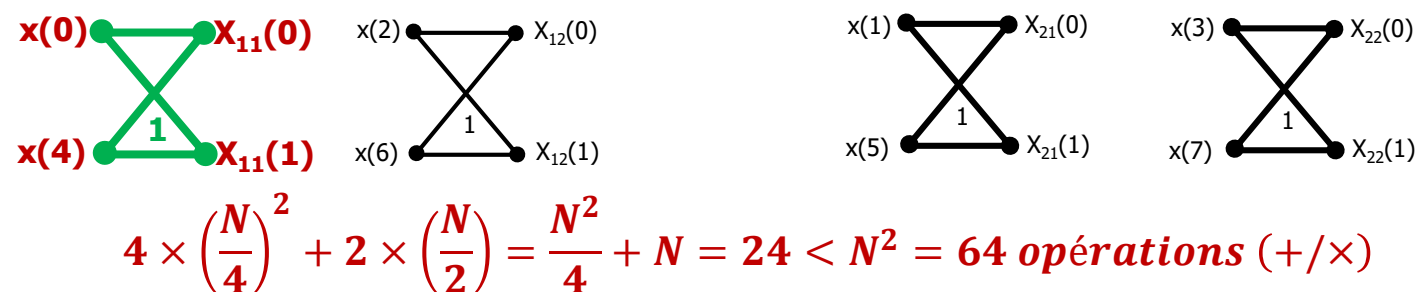 x(0) X₁₁(0) x(2) X₁₂(0) x(1) X₂₁(0) x(3) X₂₂(0)
1 1 1 1
x(4) X₁₁(1) x(6) X₁₂(1) x(5) X₂₁(1) x(7) X₂₂(1)
4 × (N/4)² + 2 × (N/2) = N²/4 + N = 24 < N² = 64 opérations (+/×)